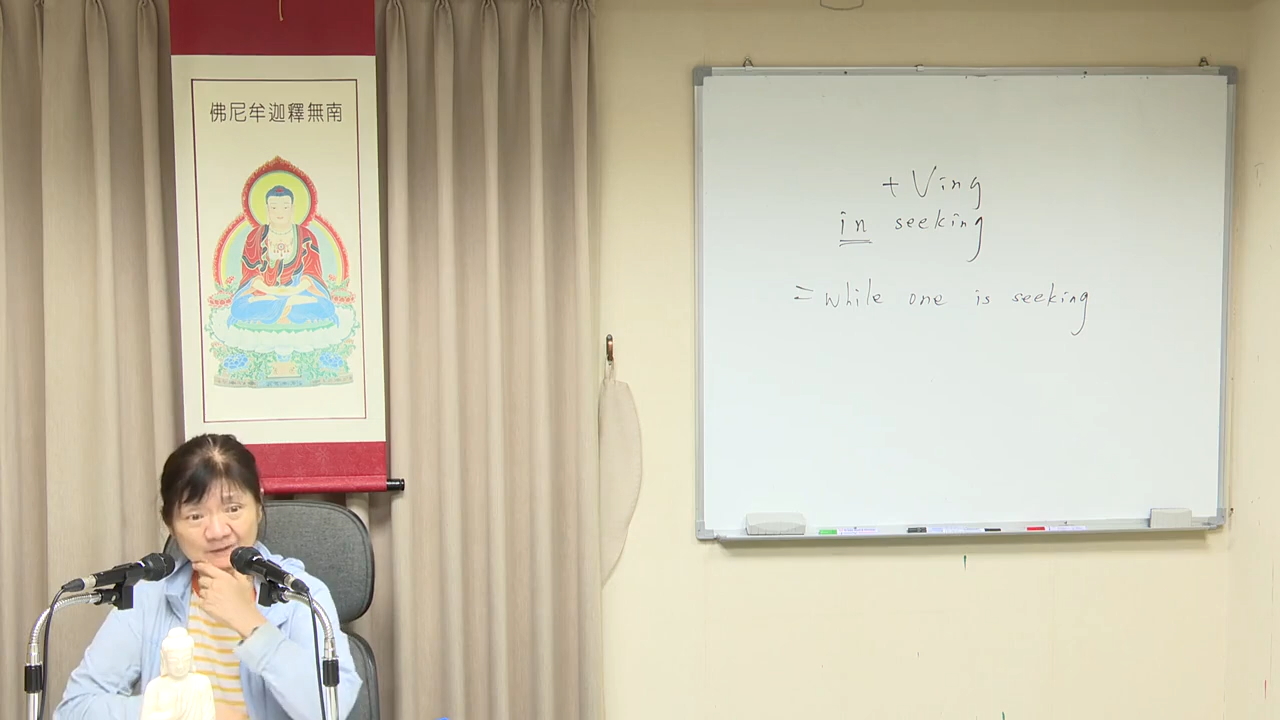 佛尼牟迦釋無南
+ Ving
in seeking
= while one is seeking